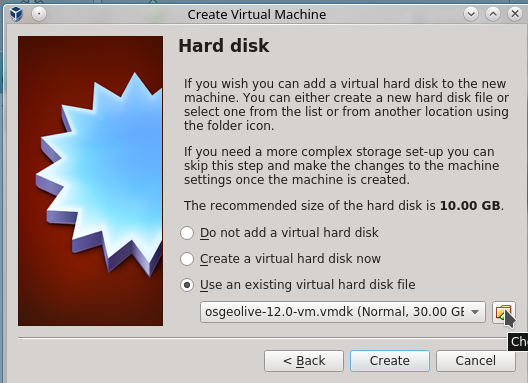 Create Virtual Machine
Hard disk
If you wish you can add a virtual hard disk to the new
machine. You can either create a new hard disk file or
select one from the list or from another location using
the folder icon.
If you need a more complex storage set-up you can
skip this step and make the changes to the machine
settings once the machine is created.
The recommended size of the hard disk is 10.00 GB.
Do not add a virtual hard disk
Create a virtual hard disk now
Use an existing virtual hard disk file
osgeolive-12.0-vm.vmdk (Normal, 30.00 GB
Ch
< Back
Create
Cancel